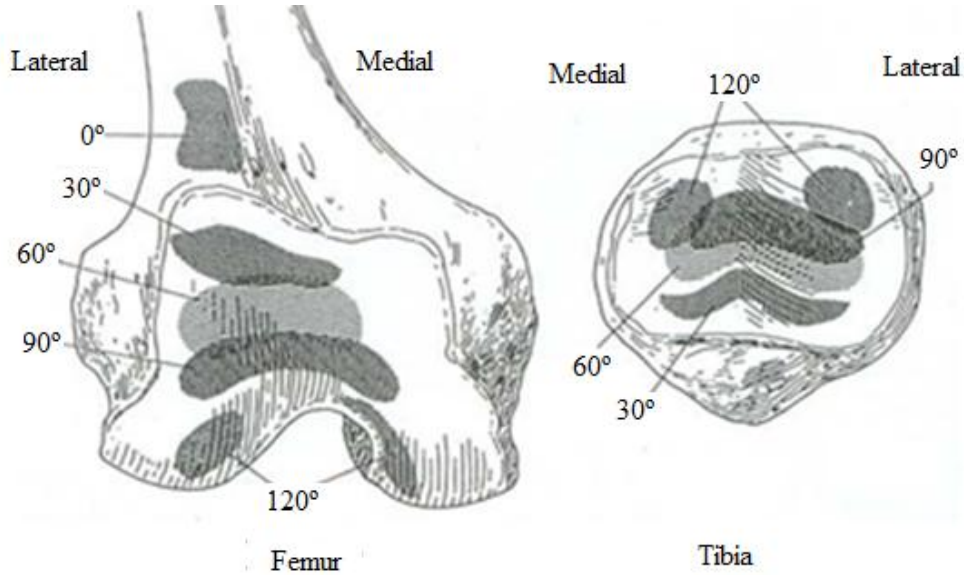 Lateral
Medial
0º
30º
60º
90º
120º
Femur
Medial
Lateral
120º
90º
60º
30º
Tibia